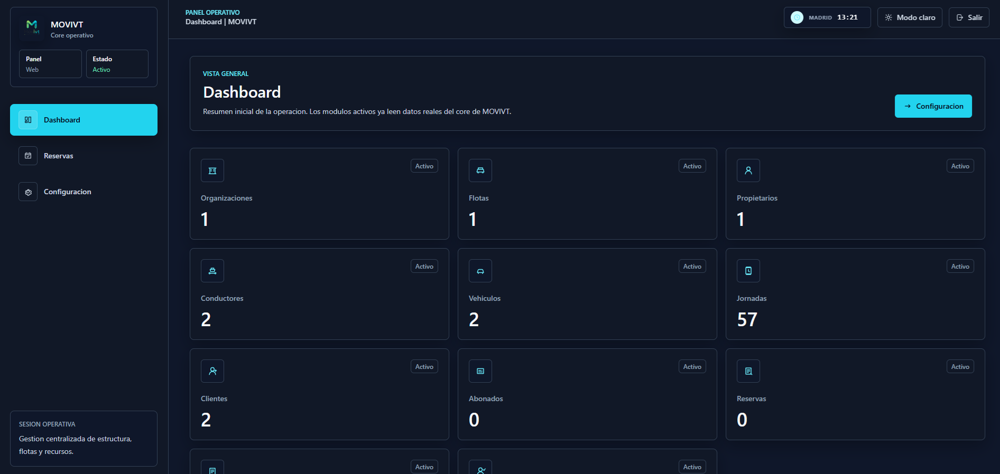 MOVIVT
Core operativo
Panel
Web
Estado
Activo
Dashboard
Reservas
Configuracion
SESION OPERATIVA
Gestion centralizada de estructura,
flotas y recursos.
PANEL OPERATIVO
Dashboard | MOVIVT
MADRID 13:21
Modo claro
Salir
VISTA GENERAL
Dashboard
Resumen inicial de la operacion. Los modulos activos ya leen datos reales del core de MOVIVT.
Configuracion
Activo
Organizaciones
1
Activo
Flotas
1
Activo
Propietarios
1
Activo
Conductores
2
Activo
Vehiculos
2
Activo
Jornadas
57
Activo
Clientes
2
Activo
Abonados
0
Activo
Reservas
0
Activo
Activo